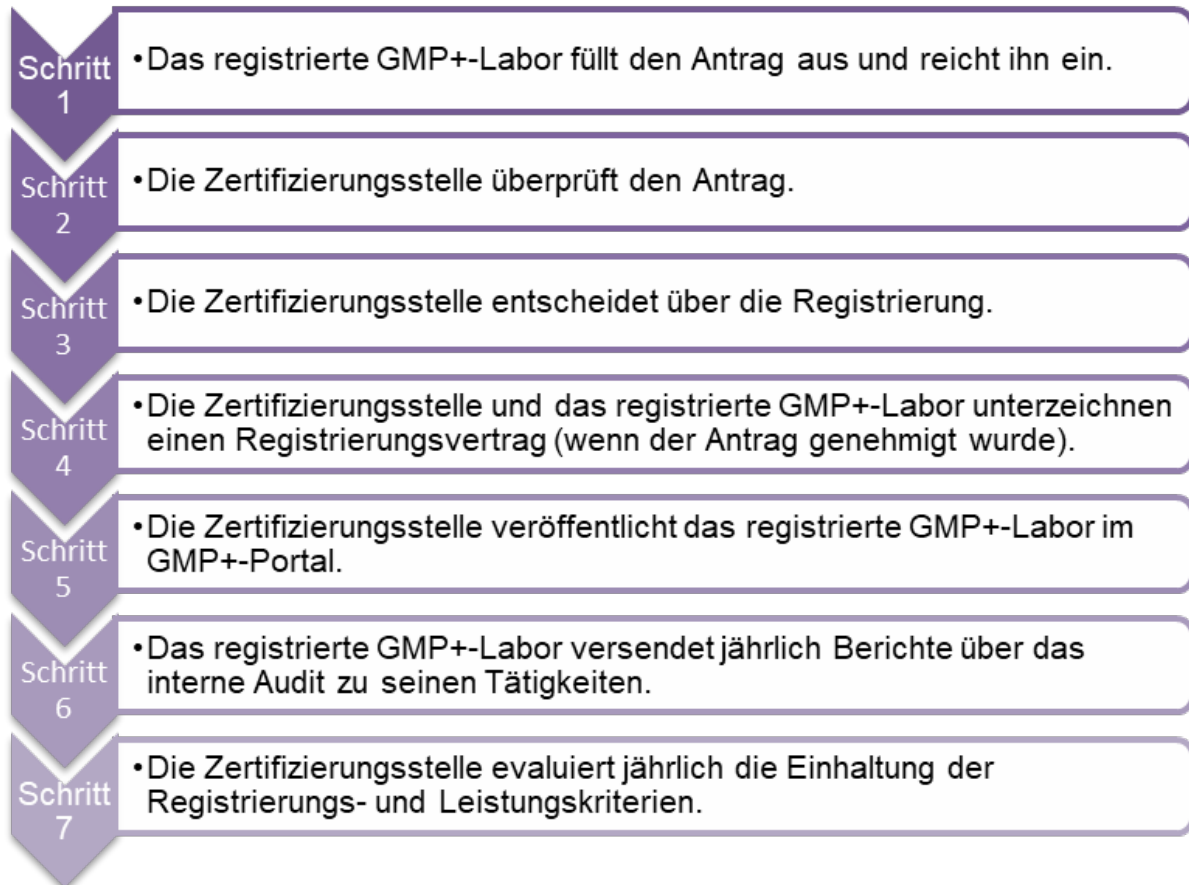 Schritt
1
•Das registrierte GMP+-Labor füllt den Antrag aus und reicht ihn ein.
Schritt
2
•Die Zertifizierungsstelle überprüft den Antrag.
Schritt
3
•Die Zertifizierungsstelle entscheidet über die Registrierung.
Schritt
4
•Die Zertifizierungsstelle und das registrierte GMP+-Labor unterzeichnen
einen Registrierungsvertrag (wenn der Antrag genehmigt wurde).
Schritt
5
•Die Zertifizierungsstelle veröffentlicht das registrierte GMP+-Labor im
GMP+-Portal.
Schritt
6
•Das registrierte GMP+-Labor versendet jährlich Berichte über das
interne Audit zu seinen Tätigkeiten.
Schritt
7
•Die Zertifizierungsstelle evaluiert jährlich die Einhaltung der
Registrierungs- und Leistungskriterien.